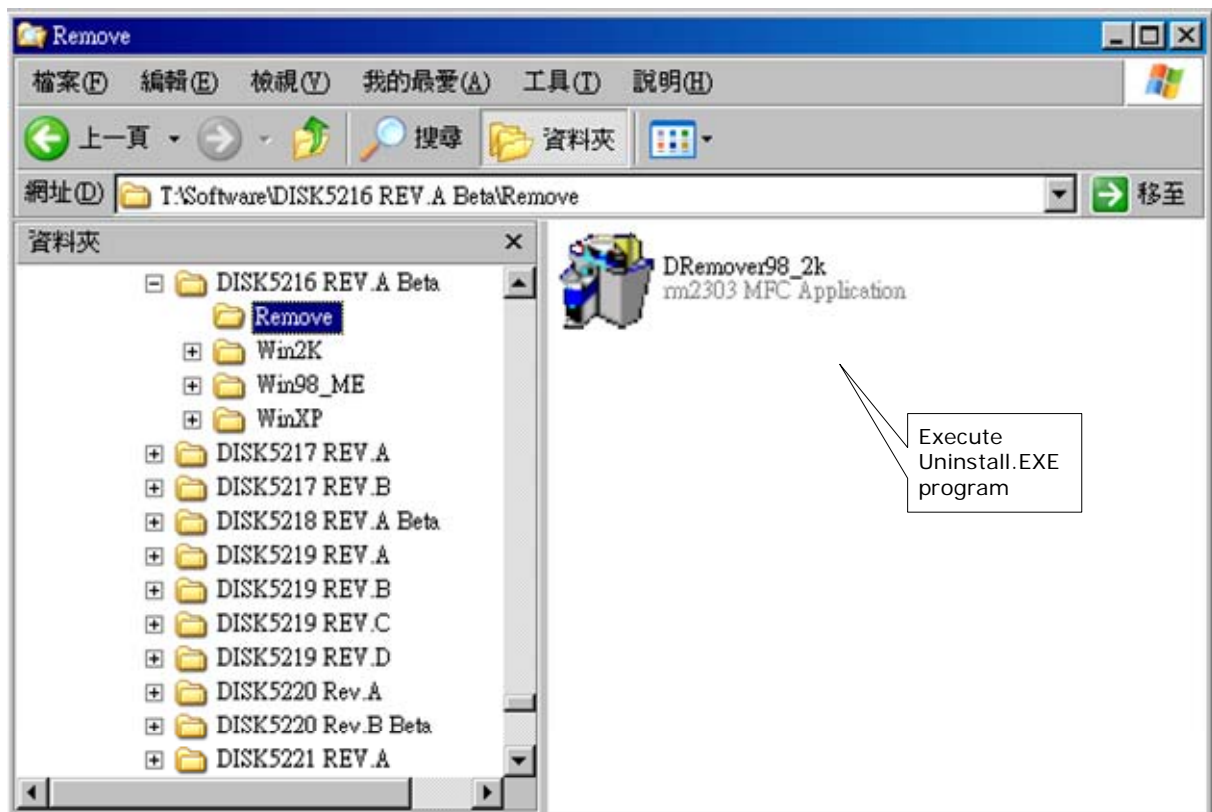 Remove
檔案(F) 編輯(E) 檢視(V) 我的最愛(A) 工具(T) 說明(H)
上一頁 搜尋 資料夾
網址(D) T:\Software\DISK5216 REV.A Beta\Remove 移至
資料夾
DISK5216 REV.A Beta
Remove
Win2K
Win98_ME
WinXP
DISK5217 REV.A
DISK5217 REV.B
DISK5218 REV.A Beta
DISK5219 REV.A
DISK5219 REV.B
DISK5219 REV.C
DISK5219 REV.D
DISK5220 Rev.A
DISK5220 Rev.B Beta
DISK5221 REV.A
DRemover98_2k
rm2303 MFC Application
Execute
Uninstall.EXE
program